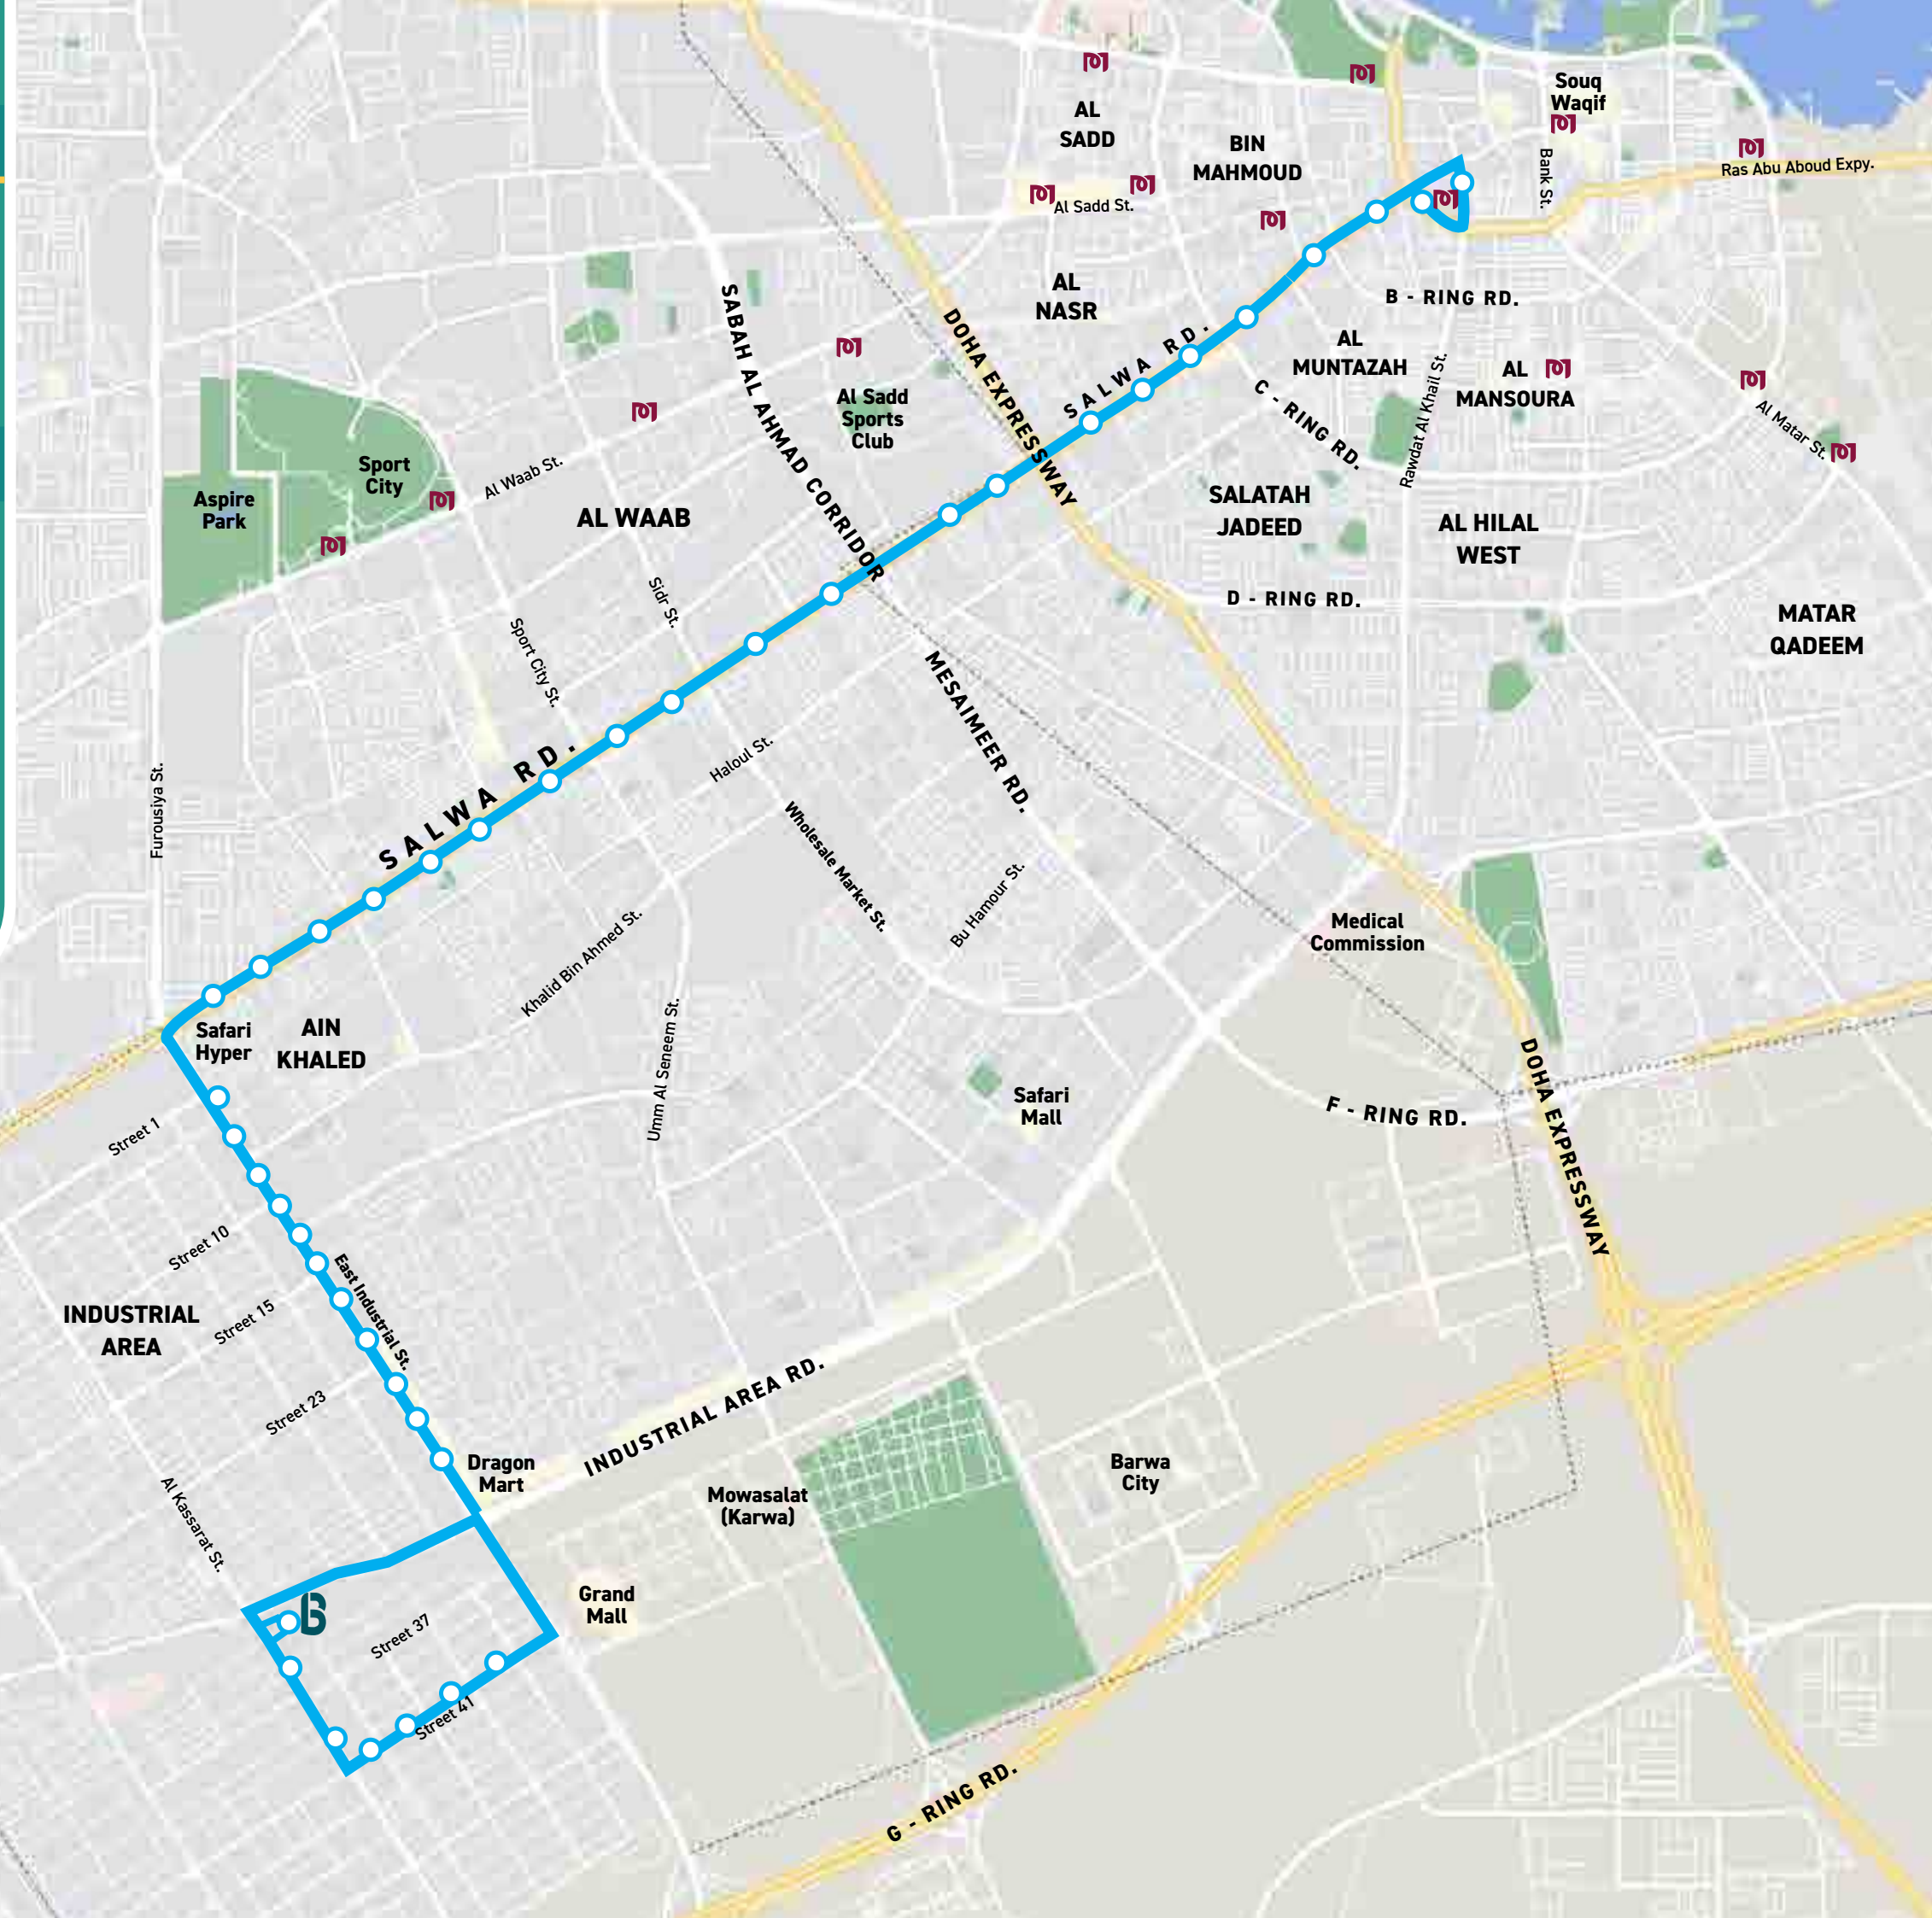 Souq
Waqif
AL
SADD
BIN
MAHMOUD
Bank St.
Ras Abu Aboud Expy.
Al Sadd St.
AL
NASR
B - RING RD.
SABAH AL AHMAD CORRIDOR
DOHA EXPRESSWAY
SALWA RD.
AL
MUNTAZAH
Rawdat Al Khail St.
AL
MANSOURA
C - RING RD.
Al Matar St.
Al Sadd
Sports
Club
Sport
City
Al Waab St.
Aspire
Park
AL WAAB
SALATAH
JADEED
AL HILAL
WEST
D - RING RD.
MATAR
QADEEM
Sidr St.
Sport City St.
MESAIMEER RD.
Haloul St.
SALWA RD.
Furousiya St.
Wholesale Market St.
Bu Hamour St.
Khalid Bin Ahmed St.
Medical
Commission
Safari
Hyper
AIN
KHALED
Umm Al Seneem St.
Safari
Mall
F - RING RD.
DOHA EXPRESSWAY
Street 1
Street 10
East Industrial St.
INDUSTRIAL
AREA
Street 15
Street 23
INDUSTRIAL AREA RD.
Dragon
Mart
Barwa
City
Mowasalat
(Karwa)
Al Kassarat St.
Grand
Mall
B
Street 37
Street 41
G - RING RD.